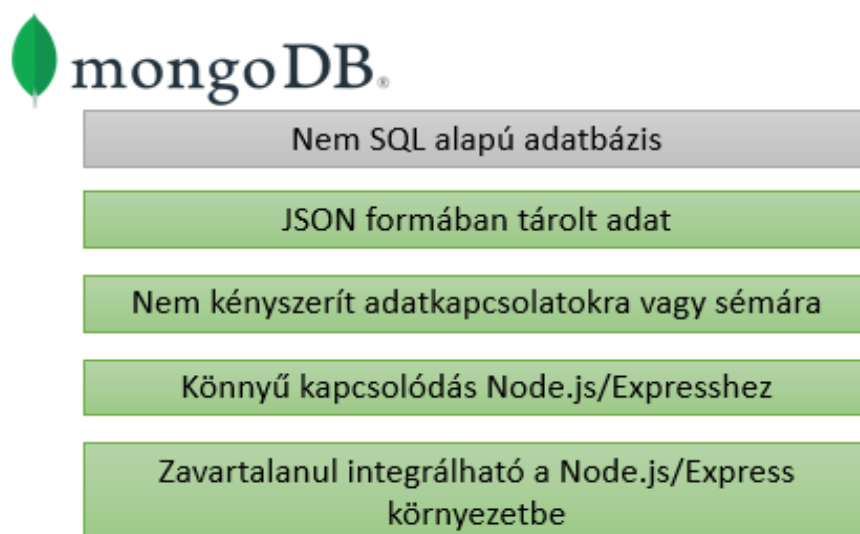 mongoDB®
Nem SQL alapú adatbázis
JSON formában tárolt adat
Nem kényszerít adatkapcsolatokra vagy sémára
Könnyű kapcsolódás Node.js/Expresshez
Zavartalanul integrálható a Node.js/Express
környezetbe